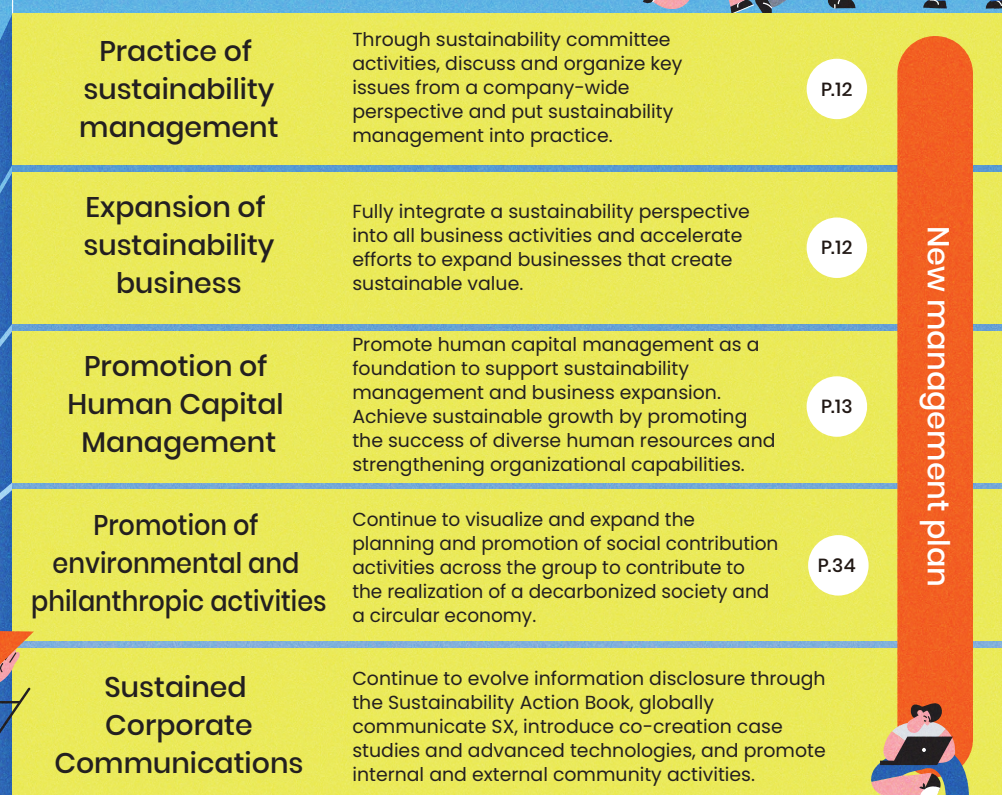 Practice of
sustainability
management
Through sustainability committee
activities, discuss and organize key
issues from a company-wide
perspective and put sustainability
management into practice.
P.12
Expansion of
sustainability
business
Fully integrate a sustainability perspective
into all business activities and accelerate
efforts to expand businesses that create
sustainable value.
P.12
Promotion of
Human Capital
Management
Promote human capital management as a
foundation to support sustainability
management and business expansion.
Achieve sustainable growth by promoting
the success of diverse human resources and
strengthening organizational capabilities.
P.13
Promotion of
environmental and
philanthropic activities
Continue to visualize and expand the
planning and promotion of social contribution
activities across the group to contribute to
the realization of a decarbonized society and
a circular economy.
P.34
Sustained
Corporate
Communications
Continue to evolve information disclosure through
the Sustainability Action Book, globally
communicate SX, introduce co-creation case
studies and advanced technologies, and promote
internal and external community activities.
New management plan